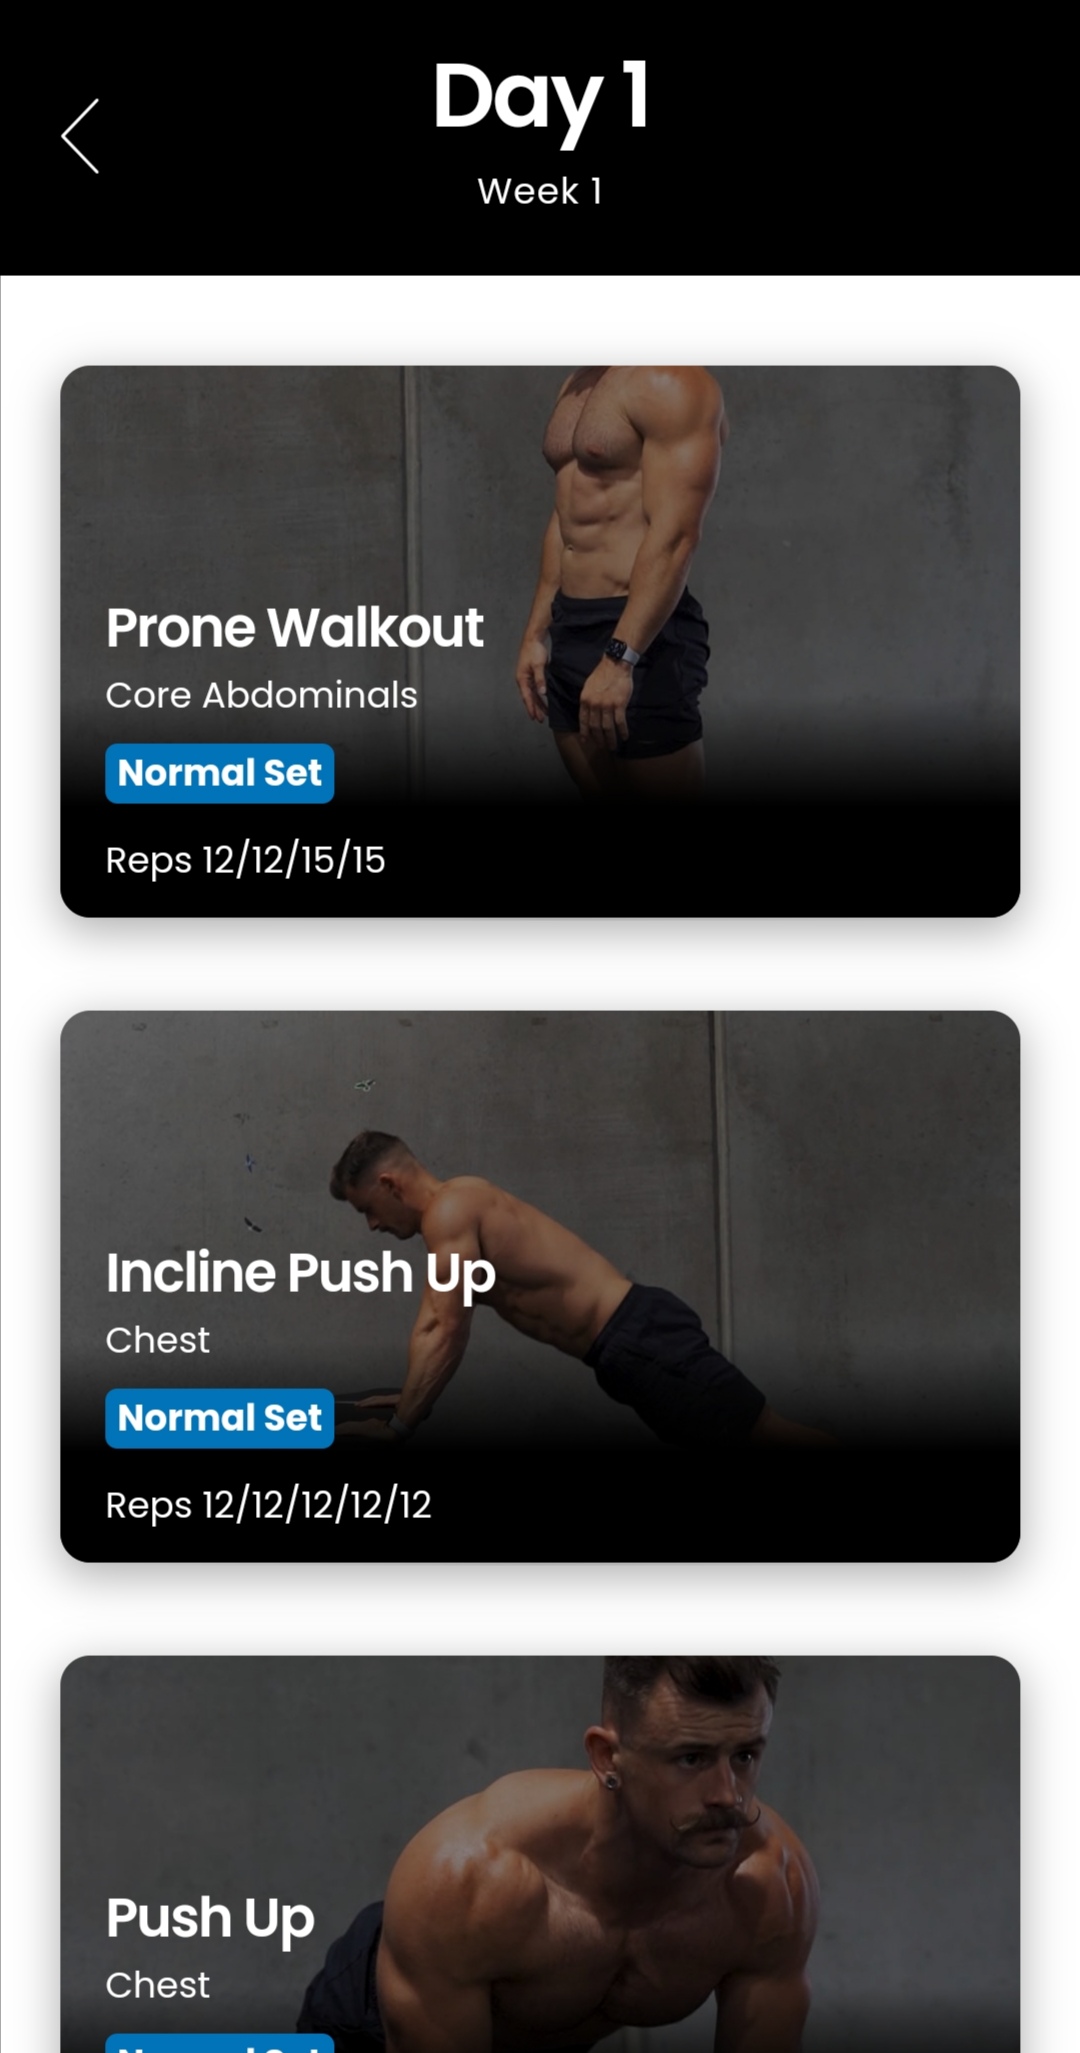 Day 1
Week 1
Prone Walkout
Core Abdominals
Normal Set
Reps 12/12/15/15
Incline Push Up
Chest
Normal Set
Reps 12/12/12/12/12
Push Up
Chest